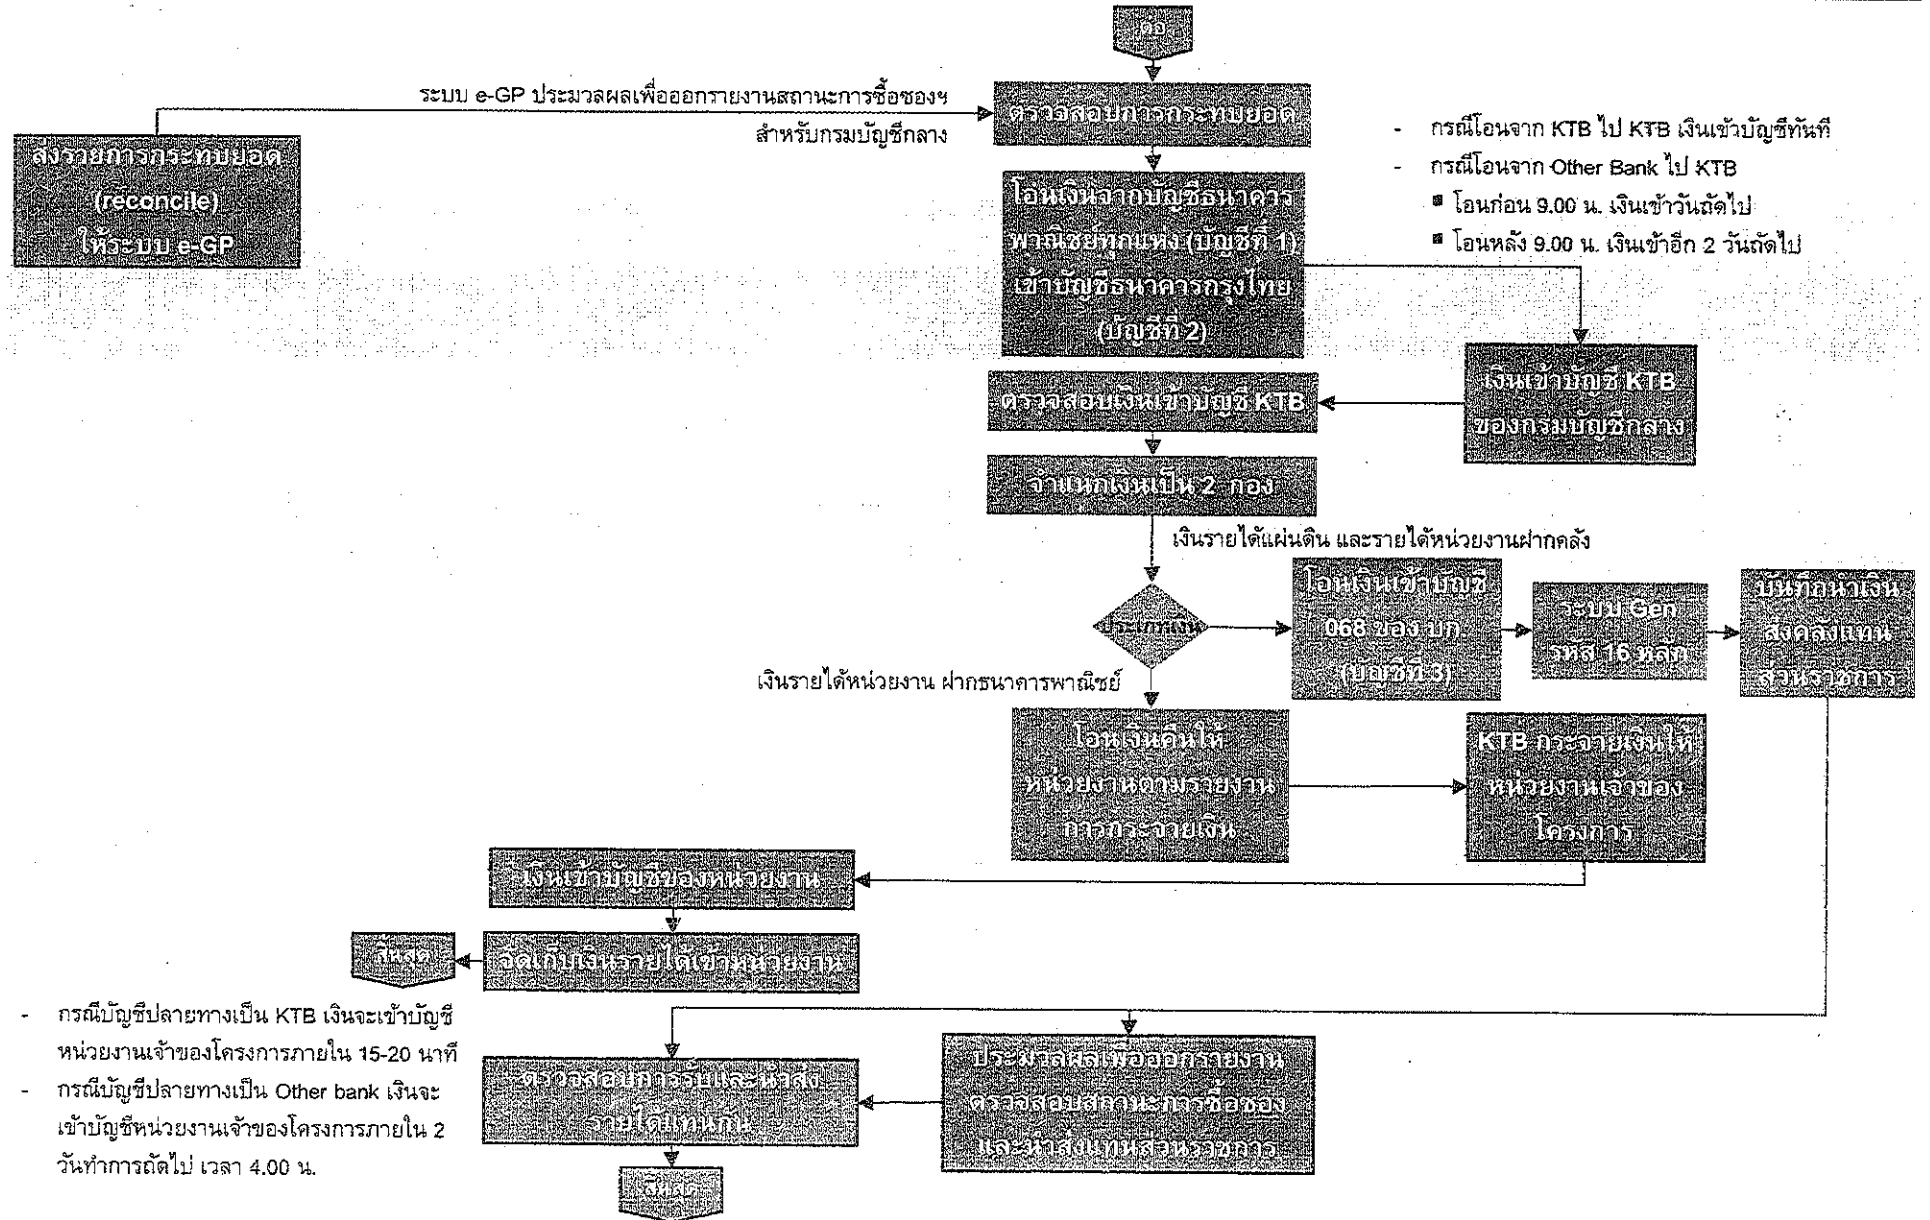 ต่อ
ระบบ e-GP ประมวลผลเพื่อออกรายงานสถานะการซื้อซองฯ
สำหรับกรมบัญชีกลาง
ส่งรายการกระทบยอด
(reconcile)
ให้ระบบ e-GP
ตรวจสอบการกระทบยอด
- กรณีโอนจาก KTB ไป KTB เงินเข้าบัญชีทันที
- กรณีโอนจาก Other Bank ไป KTB
▪ โอนก่อน 9.00 น. เงินเข้าวันถัดไป
▪ โอนหลัง 9.00 น. เงินเข้าอีก 2 วันถัดไป
โอนเงินจากบัญชีธนาคาร
พาณิชย์ทุกแห่ง (บัญชีที่ 1)
เข้าบัญชีธนาคารกรุงไทย
(บัญชีที่ 2)
เงินเข้าบัญชี KTB
ของกรมบัญชีกลาง
ตรวจสอบเงินเข้าบัญชี KTB
จำแนกเงินเป็น 2 กอง
เงินรายได้แผ่นดิน และรายได้หน่วยงานฝากคลัง
ประเภทเงิน
โอนเงินเข้าบัญชี
068 ของ บก.
(บัญชีที่ 3)
ระบบ Gen
รหัส 16 หลัก
บันทึกนำเงิน
ส่งคลังแทน
ส่วนราชการ
เงินรายได้หน่วยงาน ฝากธนาคารพาณิชย์
โอนเงินคืนให้
หน่วยงานตามรายงาน
การกระจายเงิน
KTB กระจายเงินให้
หน่วยงานเจ้าของ
โครงการ
เงินเข้าบัญชีของหน่วยงาน
จัดเก็บเงินรายได้เข้าหน่วยงาน
สิ้นสุด
- กรณีบัญชีปลายทางเป็น KTB เงินจะเข้าบัญชี
หน่วยงานเจ้าของโครงการภายใน 15-20 นาที
- กรณีบัญชีปลายทางเป็น Other bank เงินจะ
เข้าบัญชีหน่วยงานเจ้าของโครงการภายใน 2
วันทำการถัดไป เวลา 4.00 น.
ตรวจสอบการรับและนำส่ง
รายได้แทนกัน
ประมวลผลเพื่อออกรายงาน
ตรวจสอบสถานะการซื้อซอง
และนำส่งแทนส่วนราชการ
สิ้นสุด